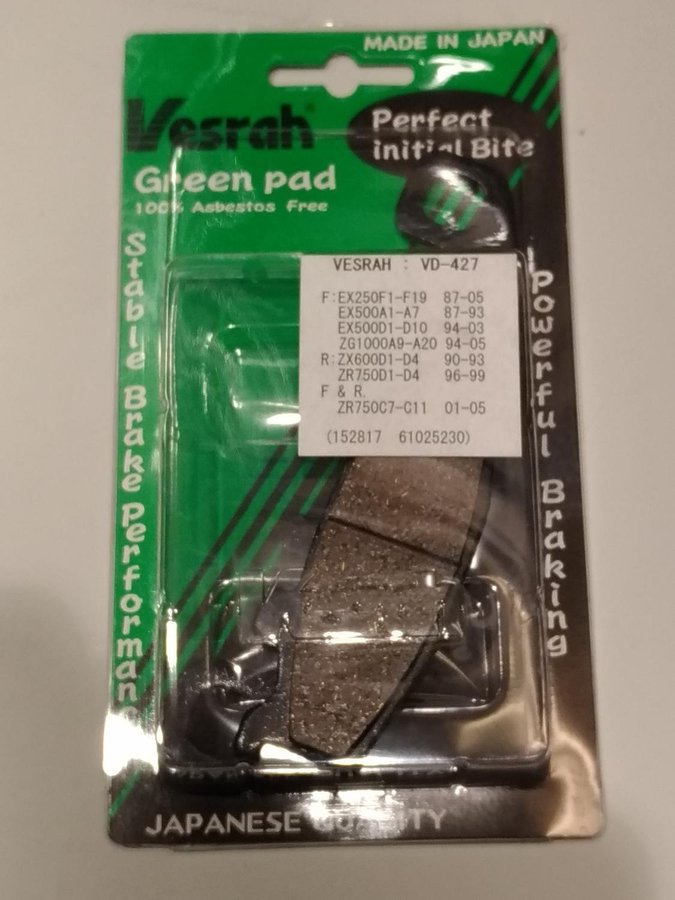 MADE IN JAPAN
Vesrah
Perfect
initial Bite
Green pad
100% Asbestos Free
Stable Brake Performanc
Powerful Braking
VESRAH : VD-427
F:EX250F1-F19 87-05
EX500A1-A7 87-93
EX500D1-D10 94-03
ZG1000A9-A20 94-05
R:ZX600D1-D4 90-93
ZR750D1-D4 96-99
F & R.
ZR750C7-C11 01-05
(152817 61025230)
JAPANESE QUALITY